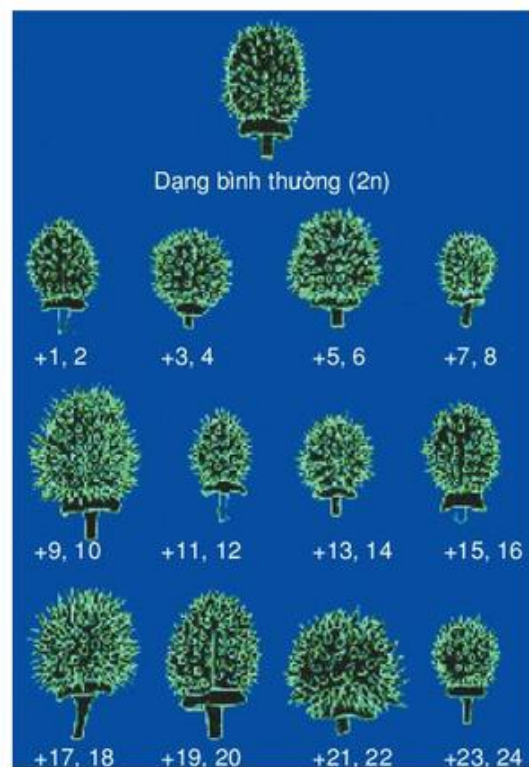 Dạng bình thường (2n)
+1, 2 +3, 4 +5, 6 +7, 8
+9, 10 +11, 12 +13, 14 +15, 16
+17, 18 +19, 20 +21, 22 +23, 24